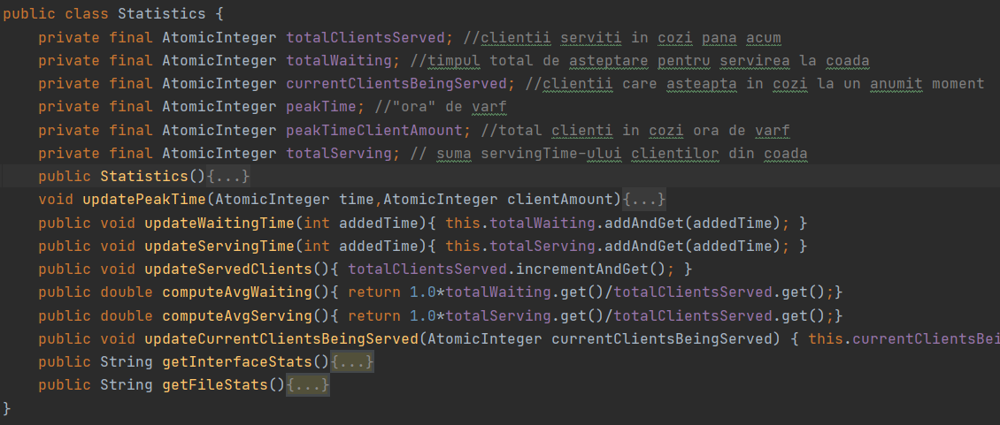 public class Statistics {
    private final AtomicInteger totalClientsServed; //clientii serviti in cozi pana acum
    private final AtomicInteger totalWaiting; //timpul total de asteptare pentru servirea la coada
    private final AtomicInteger currentClientsBeingServed; //clientii care asteapta in cozi la un anumit moment
    private final AtomicInteger peakTime; //"ora" de varf
    private final AtomicInteger peakTimeClientAmount; //total clienti in cozi ora de varf
    private final AtomicInteger totalServing; // suma servingTime-ului clientilor din coada
    public Statistics(){...}
    void updatePeakTime(AtomicInteger time,AtomicInteger clientAmount){...}
    public void updateWaitingTime(int addedTime){ this.totalWaiting.addAndGet(addedTime); }
    public void updateServingTime(int addedTime){ this.totalServing.addAndGet(addedTime); }
    public void updateServedClients(){ totalClientsServed.incrementAndGet(); }
    public double computeAvgWaiting(){ return 1.0*totalWaiting.get()/totalClientsServed.get();}
    public double computeAvgServing(){ return 1.0*totalServing.get()/totalClientsServed.get();}
    public void updateCurrentClientsBeingServed(AtomicInteger currentClientsBeingServed) { this.currentClientsBei
    public String getInterfaceStats(){...}
    public String getFileStats(){...}
}